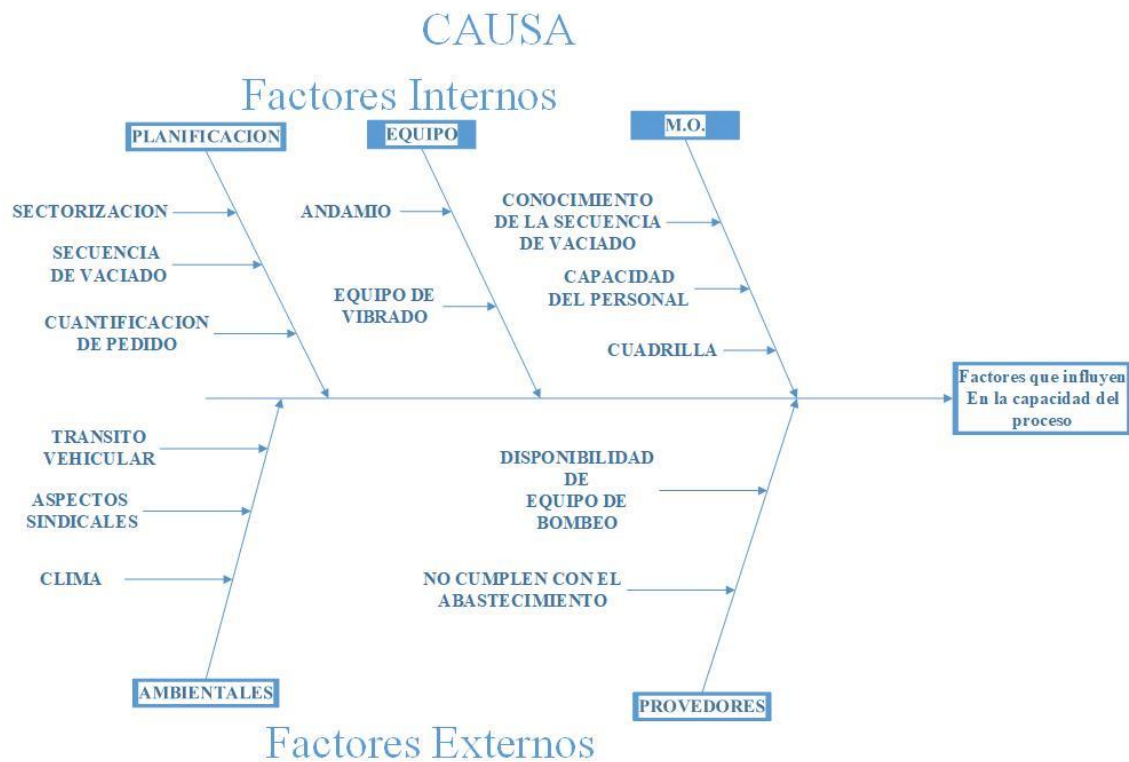 CAUSA
Factores Internos
PLANIFICACION
EQUIPO
M.O.
SECTORIZACION
SECUENCIA
DE VACIADO
CUANTIFICACION
DE PEDIDO
ANDAMIO
EQUIPO DE
VIBRADO
CONOCIMIENTO
DE LA SECUENCIA
DE VACIADO
CAPACIDAD
DEL PERSONAL
CUADRILLA
Factores que influyen
En la capacidad del
proceso
TRANSITO
VEHICULAR
ASPECTOS
SINDICALES
CLIMA
DISPONIBILIDAD
DE
EQUIPO DE
BOMBEO
NO CUMPLEN CON EL
ABASTECIMIENTO
AMBIENTALES
PROVEDORES
Factores Externos